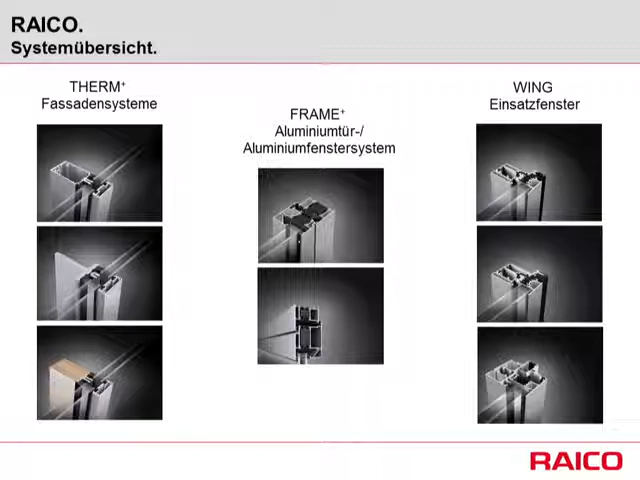 RAICO.
Systemübersicht.
THERM⁺
Fassadensysteme
FRAME⁺
Aluminiumtür-/
Aluminiumfenstersystem
WING
Einsatzfenster
RAICO